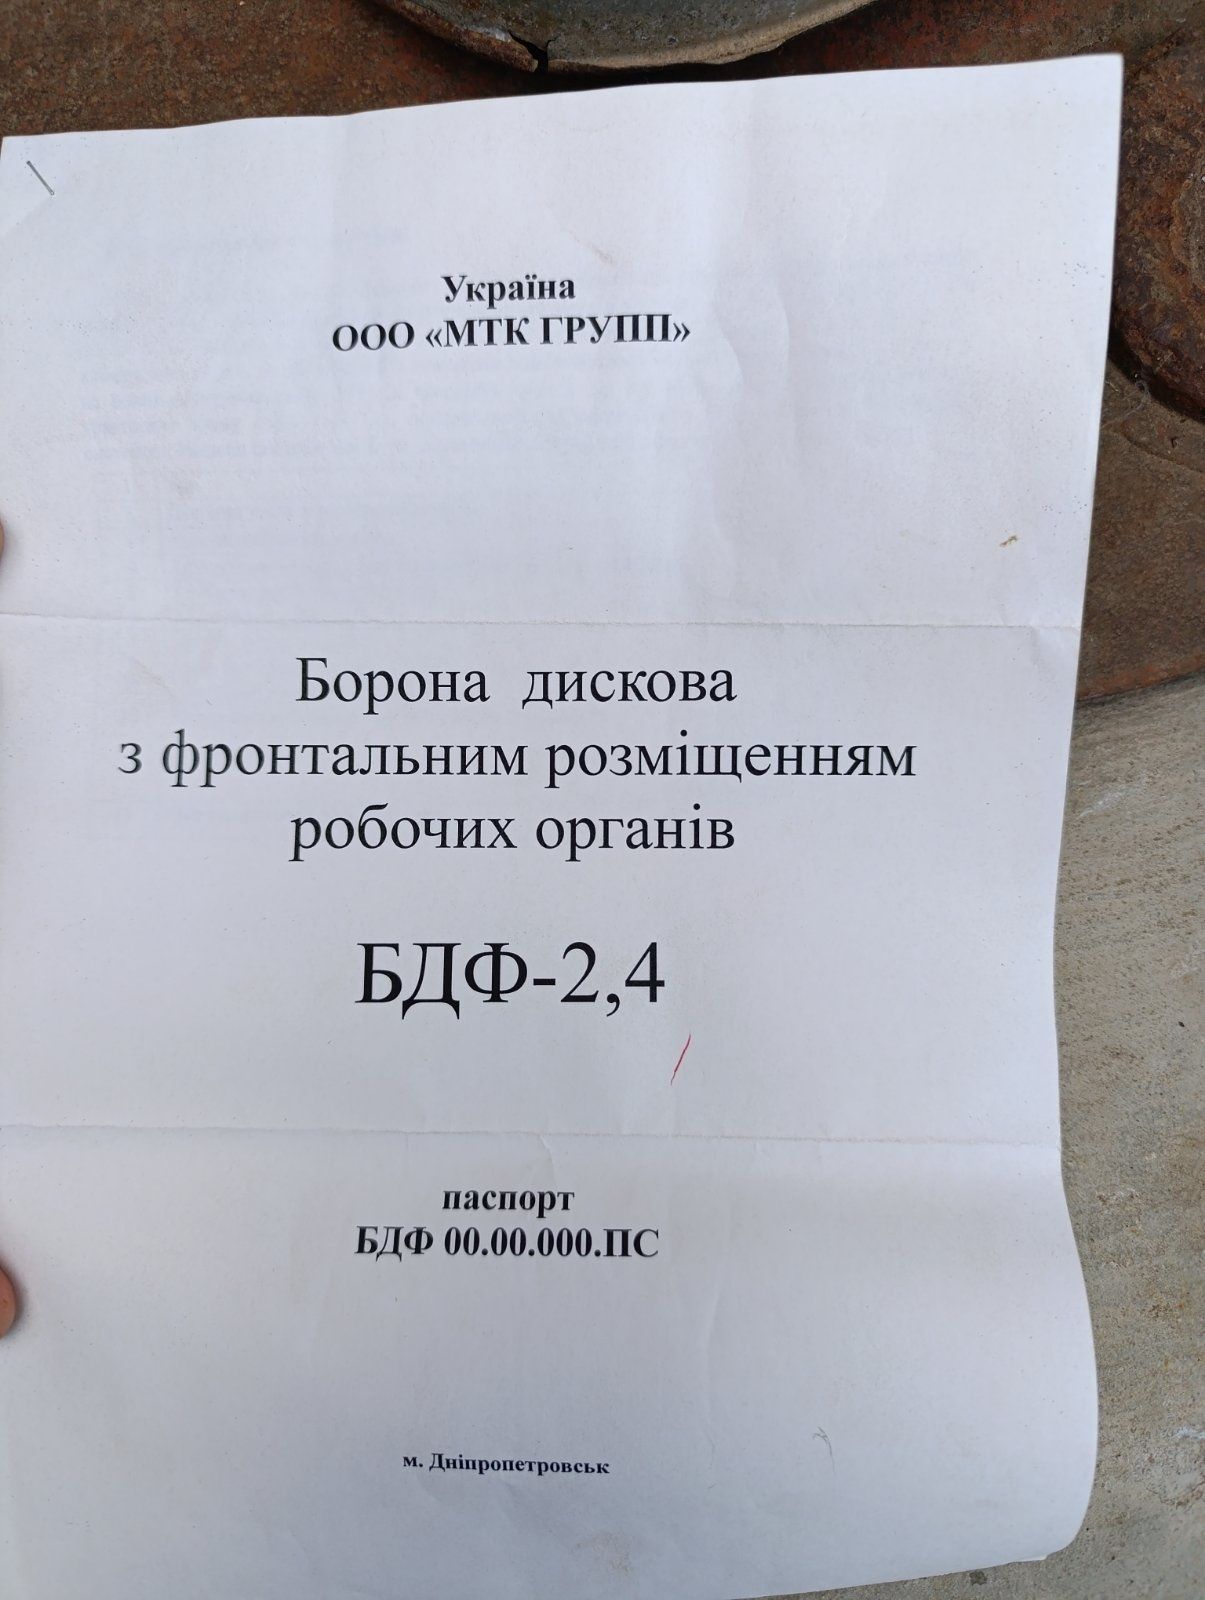 Україна
ООО «МТК ГРУПП»
Борона дискова
з фронтальним розміщенням
робочих органів
БДФ-2,4
паспорт
БДФ 00.00.000.ПС
м. Дніпропетровськ